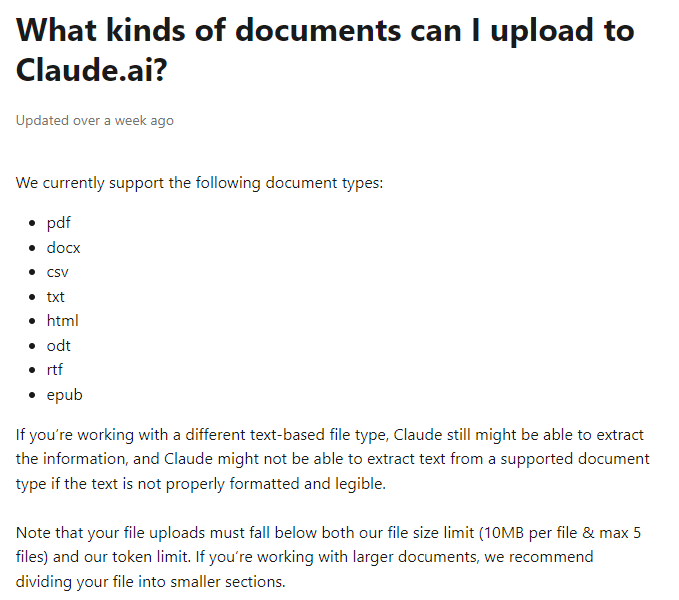 What kinds of documents can I upload to
Claude.ai?
Updated over a week ago
We currently support the following document types:
• pdf
• docx
• csv
• txt
• html
• odt
• rtf
• epub
If you’re working with a different text-based file type, Claude still might be able to extract
the information, and Claude might not be able to extract text from a supported document
type if the text is not properly formatted and legible.
Note that your file uploads must fall below both our file size limit (10MB per file & max 5
files) and our token limit. If you’re working with larger documents, we recommend
dividing your file into smaller sections.